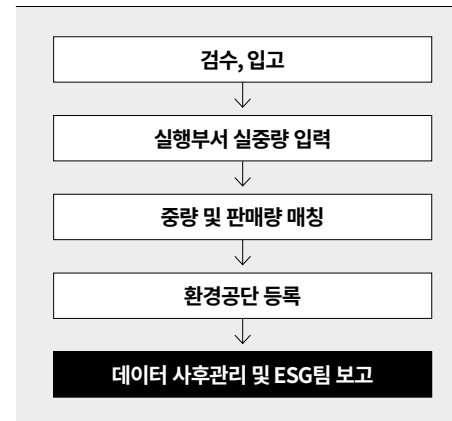 검수, 입고
실행부서 실중량 입력
중량 및 판매량 매칭
환경공단 등록
데이터 사후관리 및 ESG팀 보고